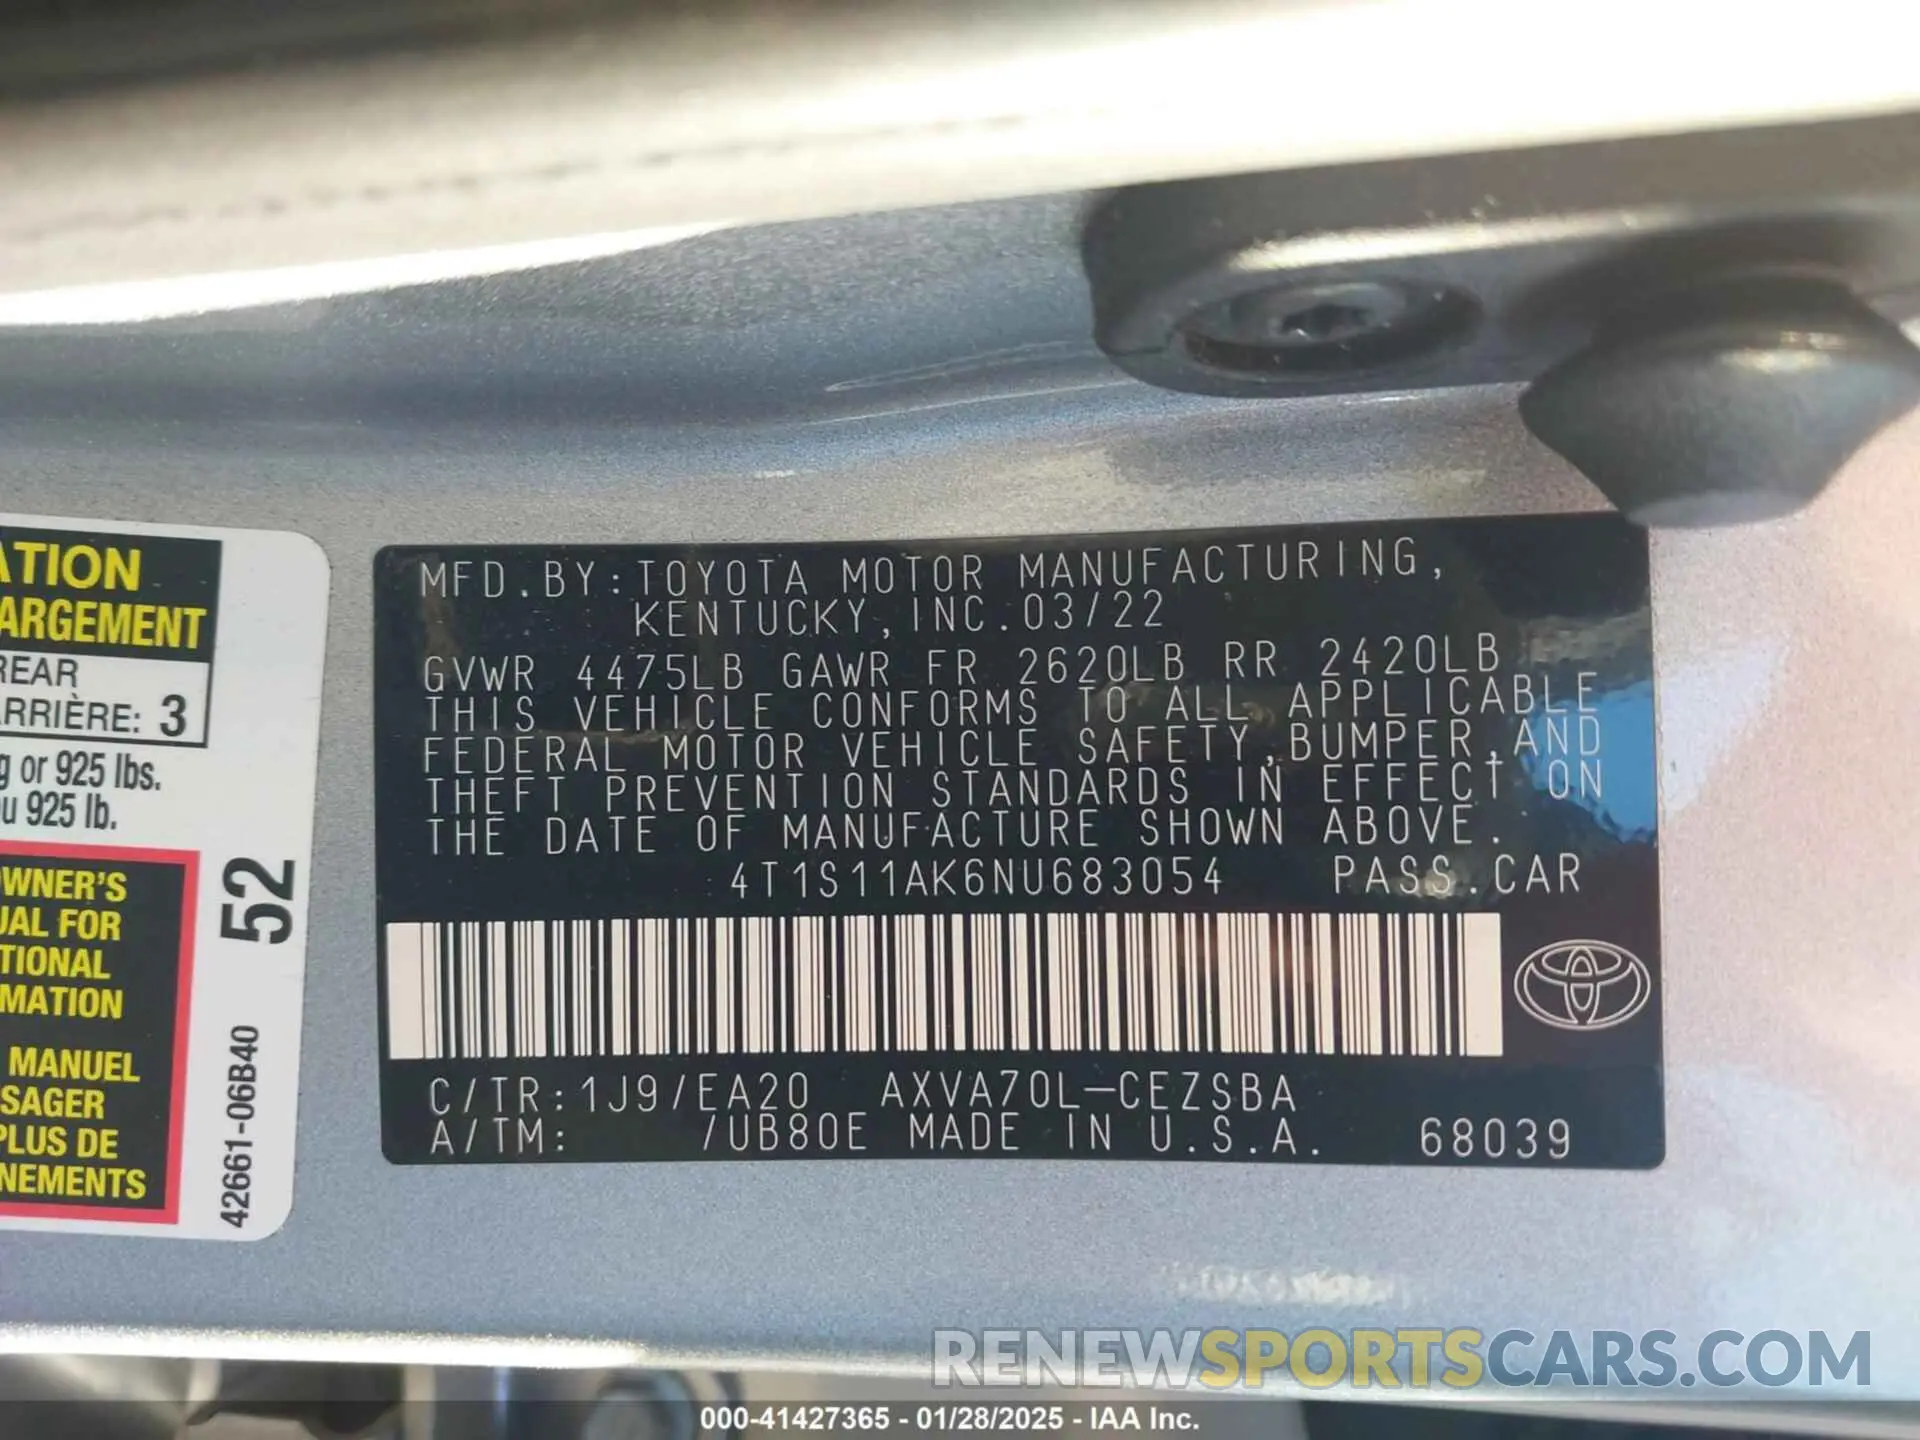 ATION
ARGEMENT
REAR
ARRIÈRE: 3
g or 925 lbs.
u 925 lb.
OWNER'S
UAL FOR
TIONAL
MATION
MANUEL
SAGER
PLUS DE
NEMENTS
52
42661-06B40
MFD.BY:TOYOTA MOTOR MANUFACTURING,
KENTUCKY,INC.03/22
GVWR 4475LB GAWR FR 2620LB RR 2420LB
THIS VEHICLE CONFORMS TO ALL APPLICABLE
FEDERAL MOTOR VEHICLE SAFETY,BUMPER,AND
THEFT PREVENTION STANDARDS IN EFFECT ON
THE DATE OF MANUFACTURE SHOWN ABOVE.
4T1S11AK6NU683054 PASS.CAR
C/TR:1J9/EA20 AXVA70L-CEZSBA
A/TM: /UB80E MADE IN U.S.A. 68039
RENEWSPORTSCARS.COM
000-41427365 - 01/28/2025 - IAA Inc.